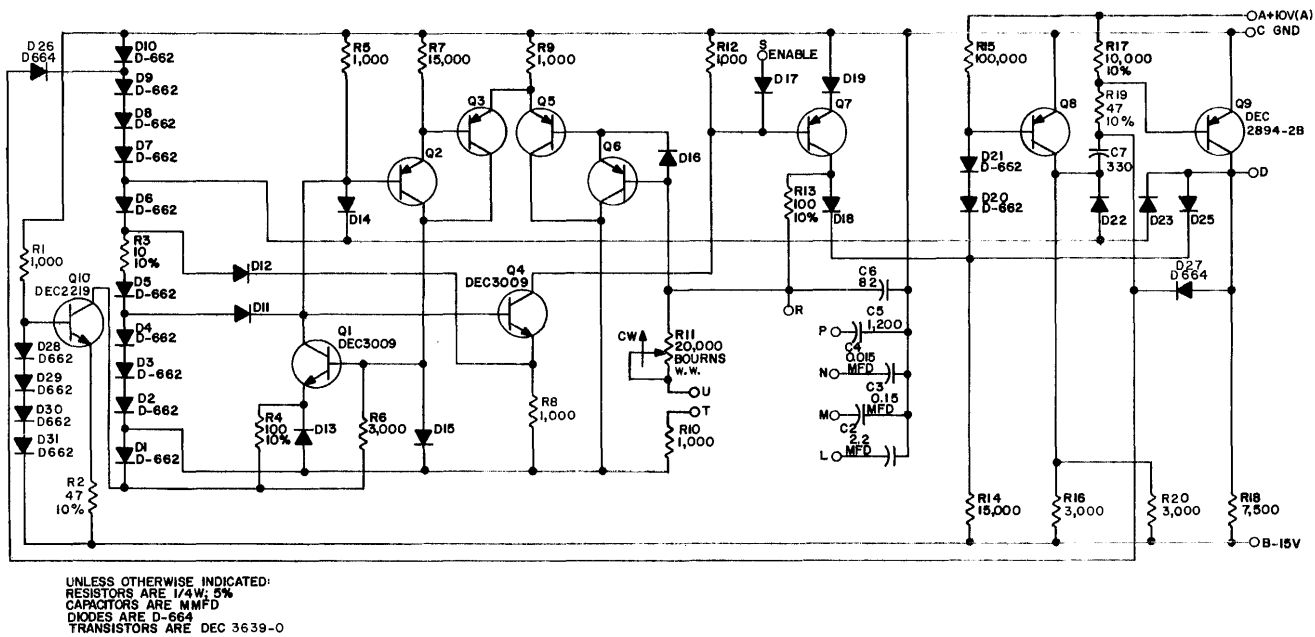 D26
D664
D10
D-662
D9
D-662
D8
D-662
D7
D-662
D6
D-662
R3
10
10%
D5
D-662
D4
D-662
D3
D-662
D2
D-662
D1
D-662
R1
1,000
Q10
DEC2219
D28
D662
D29
D662
D30
D662
D31
D662
R2
47
10%
R5
1,000
R7
15,000
R9
1,000
Q3
Q5
Q2
Q6
D14
D16
D12
D11
Q4
DEC3009
Q1
DEC3009
R4
100
10%
D13
R6
3,000
D15
R8
1,000
CW
R11
20,000
BOURNS
W.W.
U
T
R10
1,000
R12
1,000
S
ENABLE
D17
D19
Q7
R13
100
10%
D18
R
C6
82
C5
1,200
P
C4
0.015
MFD
N
C3
0.15
MFD
M
C2
2.2
MFD
L
R15
100,000
Q8
D21
D-662
D20
D-662
R17
10,000
10%
R19
47
10%
C7
330
D22
D23
D25
Q9
DEC
2894-2B
D27
D664
R14
15,000
R16
3,000
R20
3,000
R18
7,500
A+10V(A)
C GND
D
B-15V
UNLESS OTHERWISE INDICATED:
RESISTORS ARE 1/4W; 5%
CAPACITORS ARE MMFD
DIODES ARE D-664
TRANSISTORS ARE DEC 3639-0